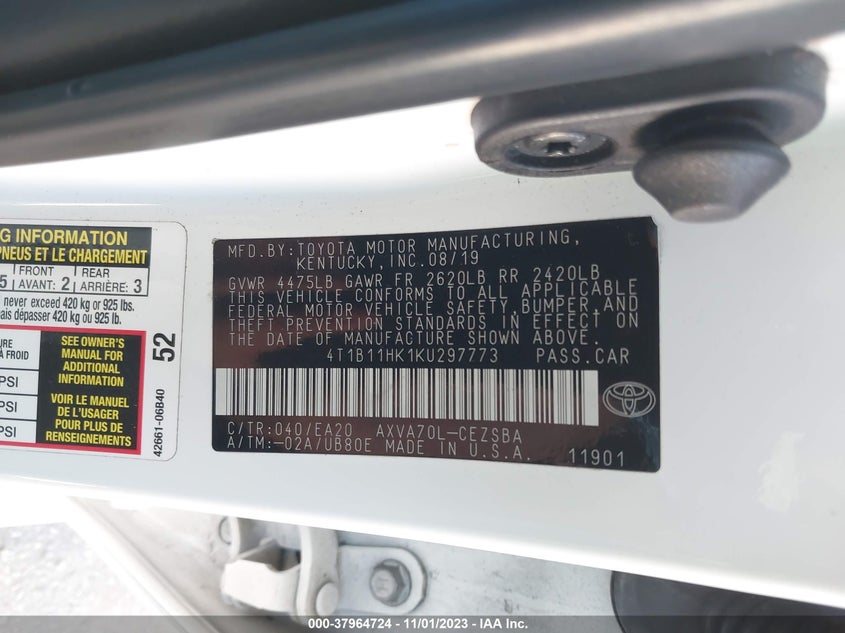 G INFORMATION
PNEUS ET LE CHARGEMENT
5 FRONT AVANT: 2 REAR ARRIÈRE: 3
never exceed 420 kg or 925 lbs.
ais dépasser 420 kg ou 925 lb.
URE
À FROID
PSI
PSI
PSI
SEE OWNER'S
MANUAL FOR
ADDITIONAL
INFORMATION
VOIR LE MANUEL
DE L'USAGER
POUR PLUS DE
RENSEIGNEMENTS
52
42661-06B40
MFD.BY:TOYOTA MOTOR MANUFACTURING,
KENTUCKY,INC.08/19
GVWR 4475LB GAWR FR 2620LB RR 2420LB
THIS VEHICLE CONFORMS TO ALL APPLICABLE
FEDERAL MOTOR VEHICLE SAFETY,BUMPER,AND
THEFT PREVENTION STANDARDS IN EFFECT ON
THE DATE OF MANUFACTURE SHOWN ABOVE.
4T1B11HK1KU297773 PASS.CAR
C/TR:040/EA20 AXVA70L-CEZSBA
A/TM:-02A/UB80E MADE IN U.S.A.
11901
TOYOTA
000-37964724 - 11/01/2023 - IAA Inc.